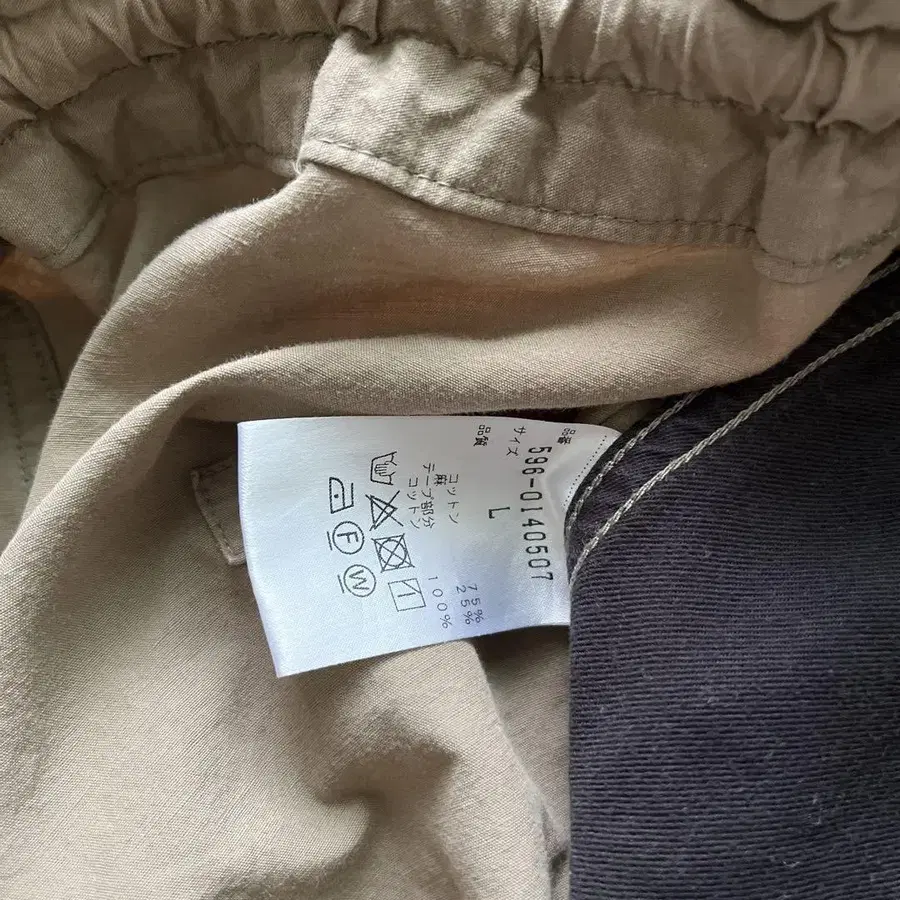 品番
596-0140507
サイズ L
品質
コットン 75%
麻 25%
テープ部分
コットン 100%
F W